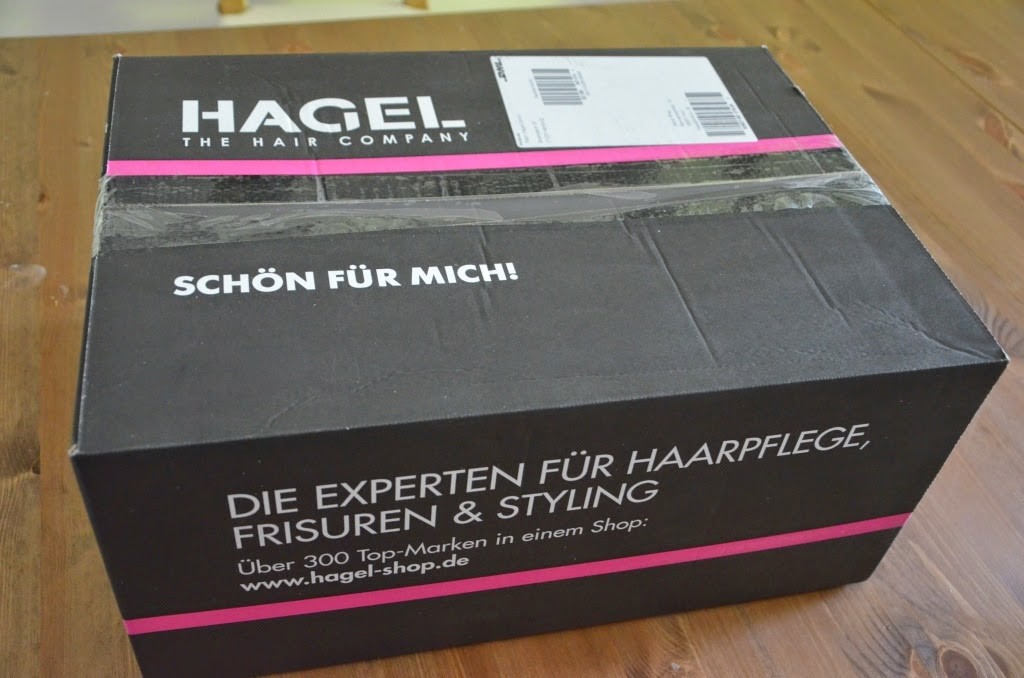 HAGEL
THE HAIR COMPANY
SCHÖN FÜR MICH!
DIE EXPERTEN FÜR HAARPFLEGE,
FRISUREN & STYLING
Über 300 Top-Marken in einem Shop:
www.hagel-shop.de